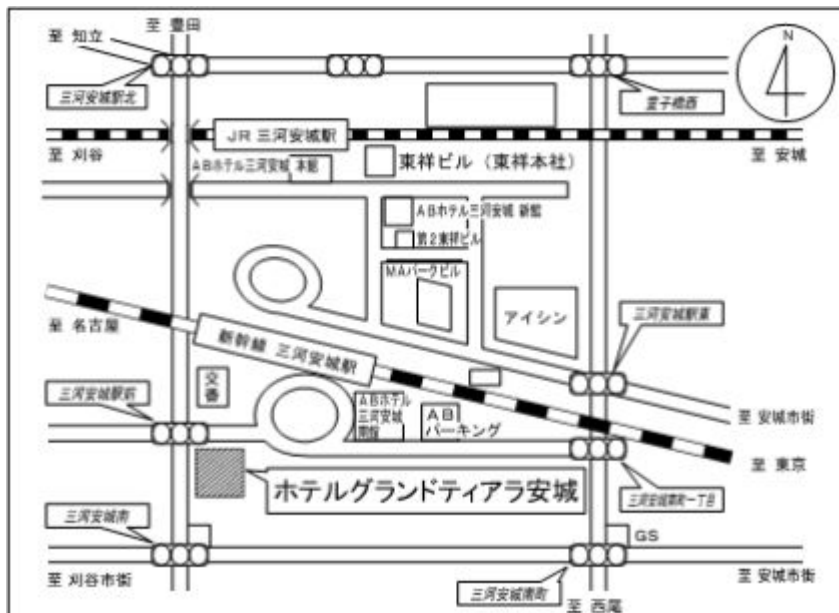 至 豊田
至 知立
N
三河安城駅北
JR 三河安城駅
至 刈谷
至 安城
ABホテル三河安城 本館
東祥ビル（東祥本社）
ABホテル三河安城 新館
第2東祥ビル
MAパークビル
アイシン
三河安城駅東
至 名古屋
新幹線 三河安城駅
交番
三河安城駅前
ABホテル
三河安城
南館
AB
パーキング
至 安城市街
至 東京
ホテルグランドティアラ安城
三河安城南町一丁目
三河安城南
GS
至 刈谷市街
三河安城南町
至 安城市街
至 西尾